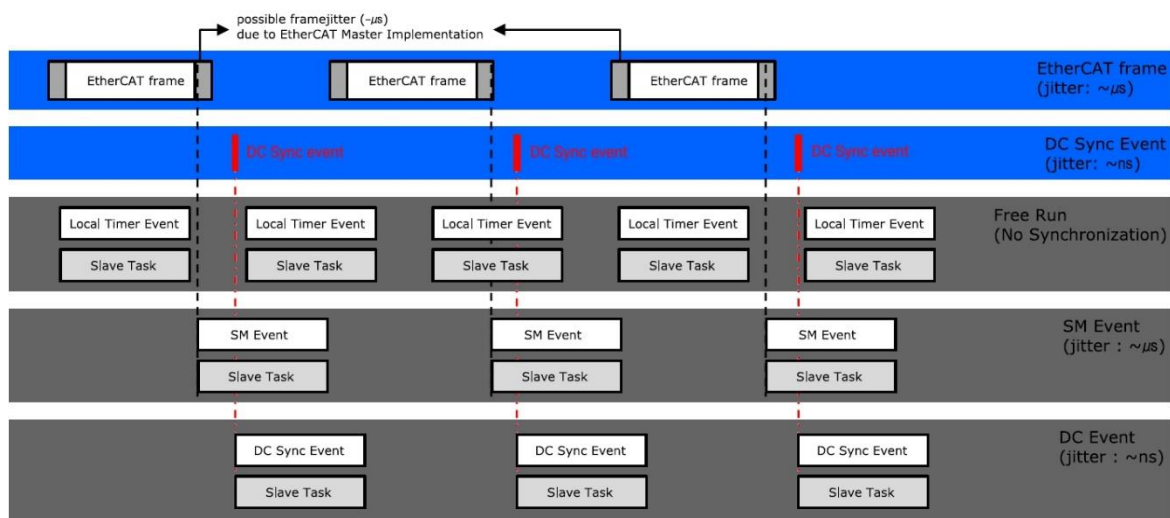 possible framejitter (~㎲)
due to EtherCAT Master Implementation
EtherCAT frame
EtherCAT frame
EtherCAT frame
EtherCAT frame
(jitter: ~㎲)
DC Sync event
DC Sync event
DC Sync event
DC Sync Event
(jitter: ~ns)
Local Timer Event
Local Timer Event
Local Timer Event
Local Timer Event
Local Timer Event
Free Run
(No Synchronization)
Slave Task
Slave Task
Slave Task
Slave Task
Slave Task
SM Event
SM Event
SM Event
SM Event
(jitter : ~㎲)
Slave Task
Slave Task
Slave Task
DC Sync Event
DC Sync Event
DC Sync Event
DC Event
(jitter : ~ns)
Slave Task
Slave Task
Slave Task